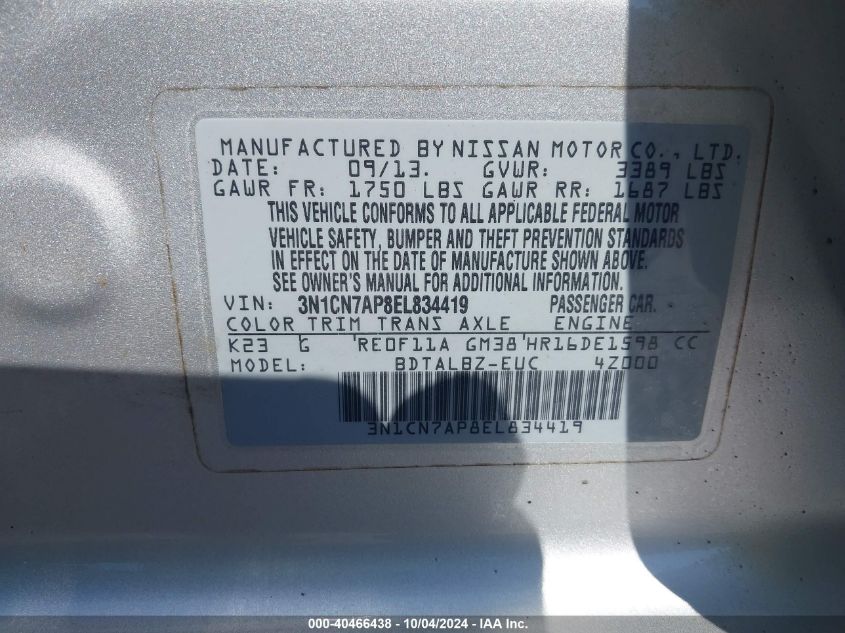 MANUFACTURED BY NISSAN MOTOR CO., LTD.
DATE: 09/13. GVWR: 3389 LBS
GAWR FR: 1750 LBS GAWR RR: 1687 LBS
THIS VEHICLE CONFORMS TO ALL APPLICABLE FEDERAL MOTOR
VEHICLE SAFETY, BUMPER AND THEFT PREVENTION STANDARDS
IN EFFECT ON THE DATE OF MANUFACTURE SHOWN ABOVE.
SEE OWNER'S MANUAL FOR ADDITIONAL INFORMATION.
VIN: 3N1CN7AP8EL834419 PASSENGER CAR.
COLOR TRIM TRANS AXLE ENGINE
K23 G 'RE0F11A GM38'HR16DE1598 CC
MODEL: BDTALBZ-EUC 4Z000
3N1CN7AP8EL834419
000-40466438 - 10/04/2024 - IAA Inc.